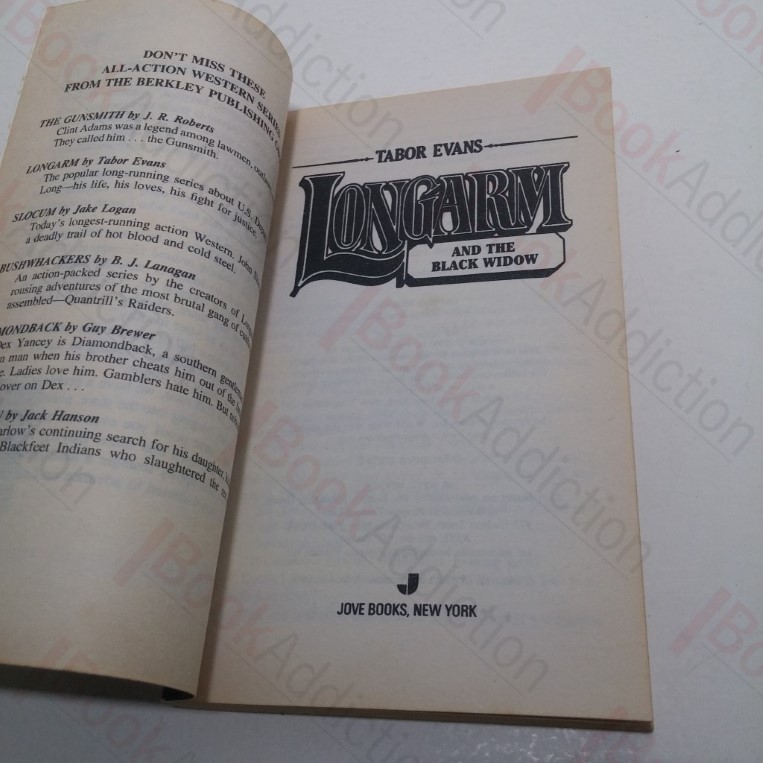 DON'T MISS THESE
ALL-ACTION WESTERN SERIES
FROM THE BERKLEY PUBLISHING
THE GUNSMITH by J. R. Roberts
Clint Adams was a legend among lawmen,
They called him . . . the Gunsmith.
LONGARM by Tabor Evans
The popular long-running series about U.S.
Long—his life, his loves, his fight for justice.
SLOCUM by Jake Logan
Today's longest-running action Western. John
a deadly trail of hot blood and cold steel.
BUSHWHACKERS by B. J. Lanagan
An action-packed series by the creators of
rousing adventures of the most brutal gang of
assembled—Quantrill's Raiders.
MONDBACK by Guy Brewer
Dex Yancey is Diamondback, a southern
n man when his brother cheats him out of the
e. Ladies love him. Gamblers hate him. But
over on Dex . . .
by Jack Hanson
arlow's continuing search for his daughter,
Blackfeet Indians who slaughtered the
TABOR EVANS
LONGARM
AND THE
BLACK WIDOW
J
JOVE BOOKS, NEW YORK
BookAddiction